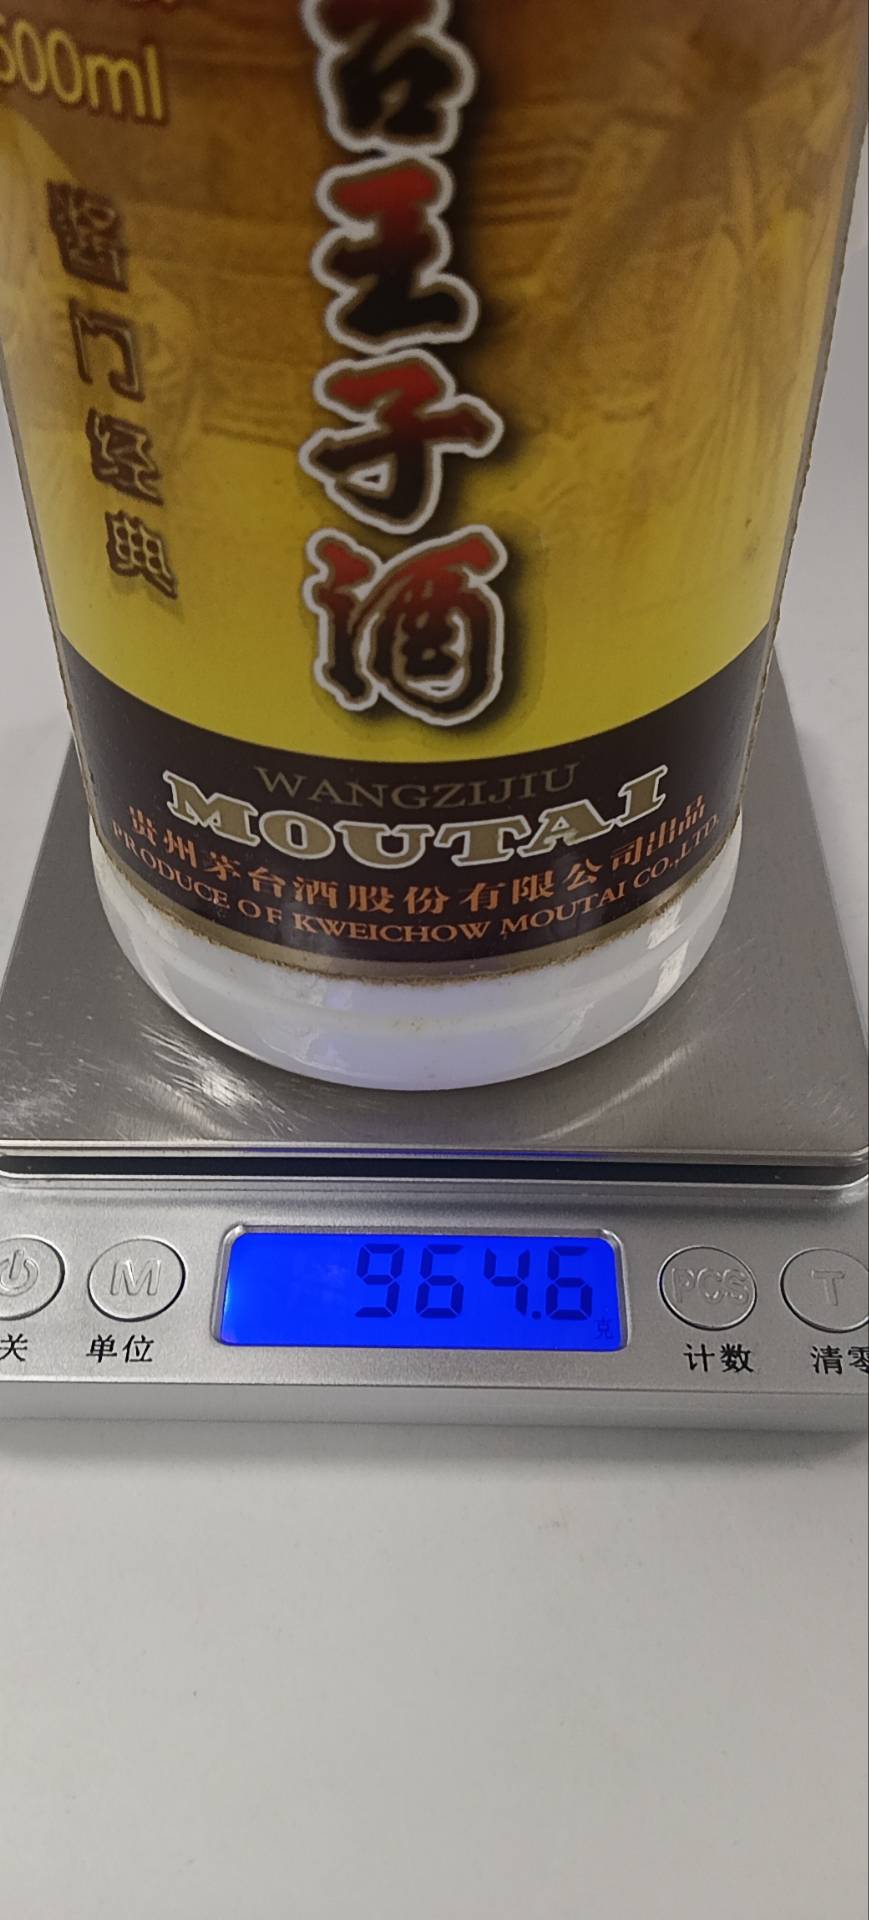 500ml
台王子酒
酱门经典
WANGZIJIU
MOUTAI
贵州茅台酒股份有限公司出品
PRODUCE OF KWEICHOW MOUTAI CO.,LTD.
964.6
克
M
PCS
T
关
单位
计数
清零